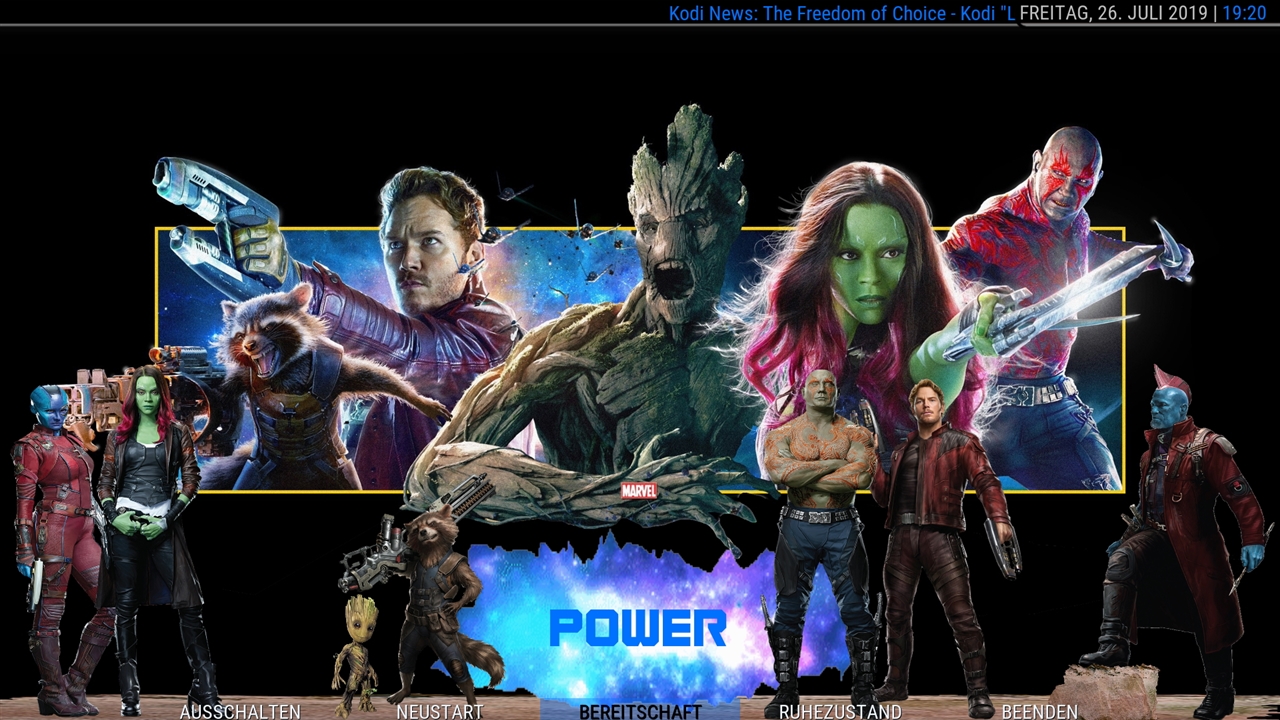 Kodi News: The Freedom of Choice - Kodi "L FREITAG, 26. JULI 2019 | 19:20
MARVEL
POWER
AUSSCHALTEN NEUSTART BEREITSCHAFT RUHEZUSTAND BEENDEN